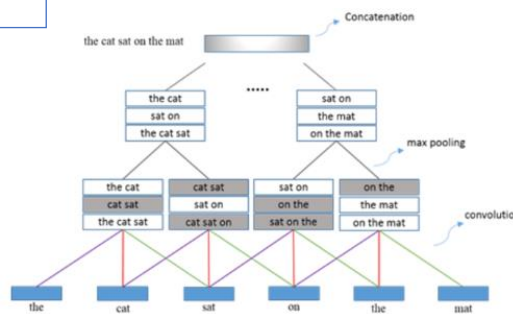 Concatenation
the cat sat on the mat
.....
the cat
sat on
the cat sat
sat on
the mat
on the mat
max pooling
the cat
cat sat
the cat sat
cat sat
sat on
cat sat on
sat on
on the
sat on the
on the
the mat
on the mat
convolutio
the cat sat on the mat